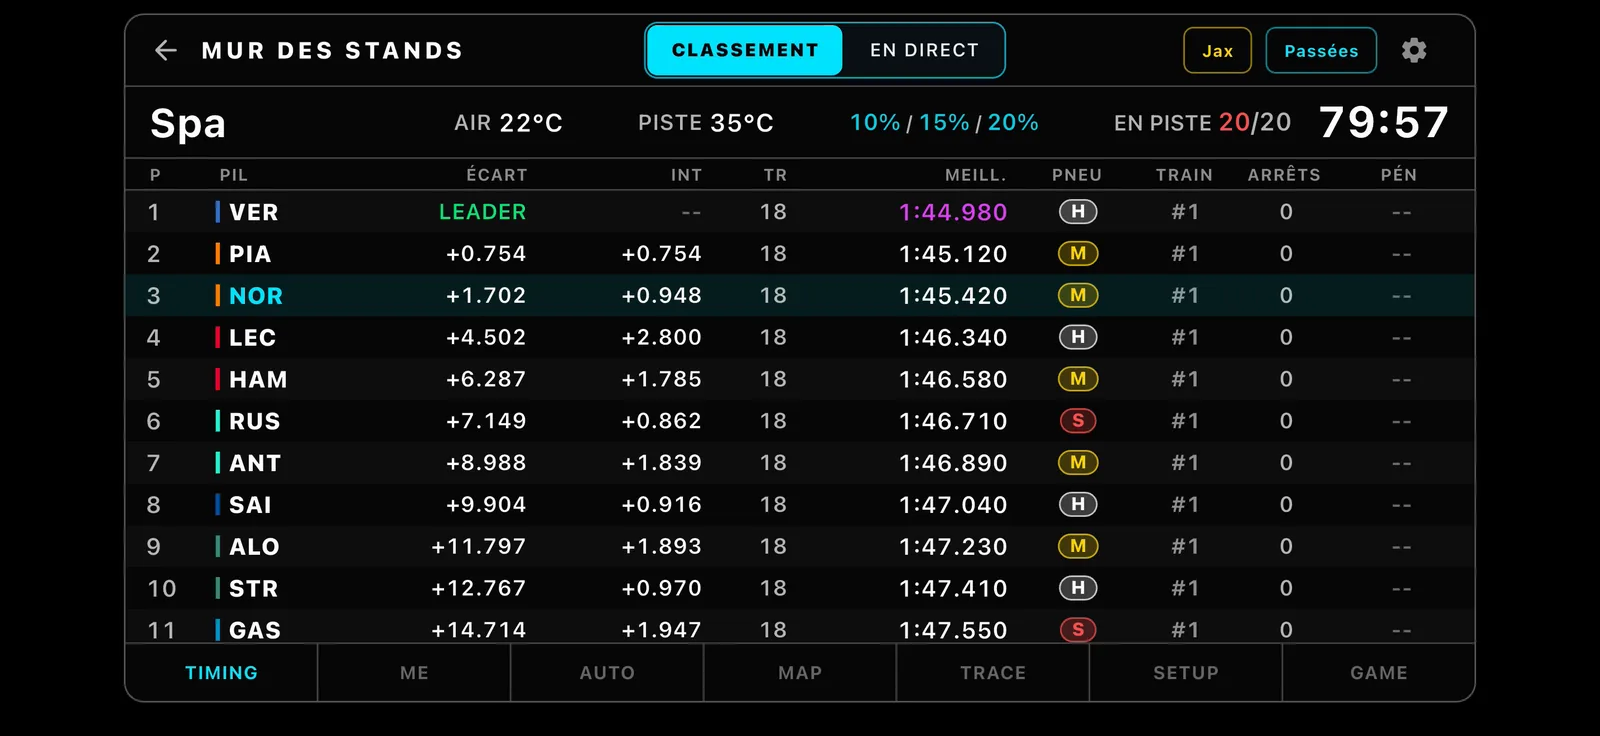 MUR DES STANDS CLASSEMENT EN DIRECT Jax Passées
Spa AIR 22°C PISTE 35°C 10% / 15% / 20% EN PISTE 20/20 79:57
P PIL ÉCART INT TR MEILL. PNEU TRAIN ARRÊTS PÉN
1 VER LEADER -- 18 1:44.980 H #1 0 --
2 PIA +0.754 +0.754 18 1:45.120 M #1 0 --
3 NOR +1.702 +0.948 18 1:45.420 M #1 0 --
4 LEC +4.502 +2.800 18 1:46.340 H #1 0 --
5 HAM +6.287 +1.785 18 1:46.580 M #1 0 --
6 RUS +7.149 +0.862 18 1:46.710 S #1 0 --
7 ANT +8.988 +1.839 18 1:46.890 M #1 0 --
8 SAI +9.904 +0.916 18 1:47.040 H #1 0 --
9 ALO +11.797 +1.893 18 1:47.230 M #1 0 --
10 STR +12.767 +0.970 18 1:47.410 H #1 0 --
11 GAS +14.714 +1.947 18 1:47.550 S #1 0 --
TIMING ME AUTO MAP TRACE SETUP GAME